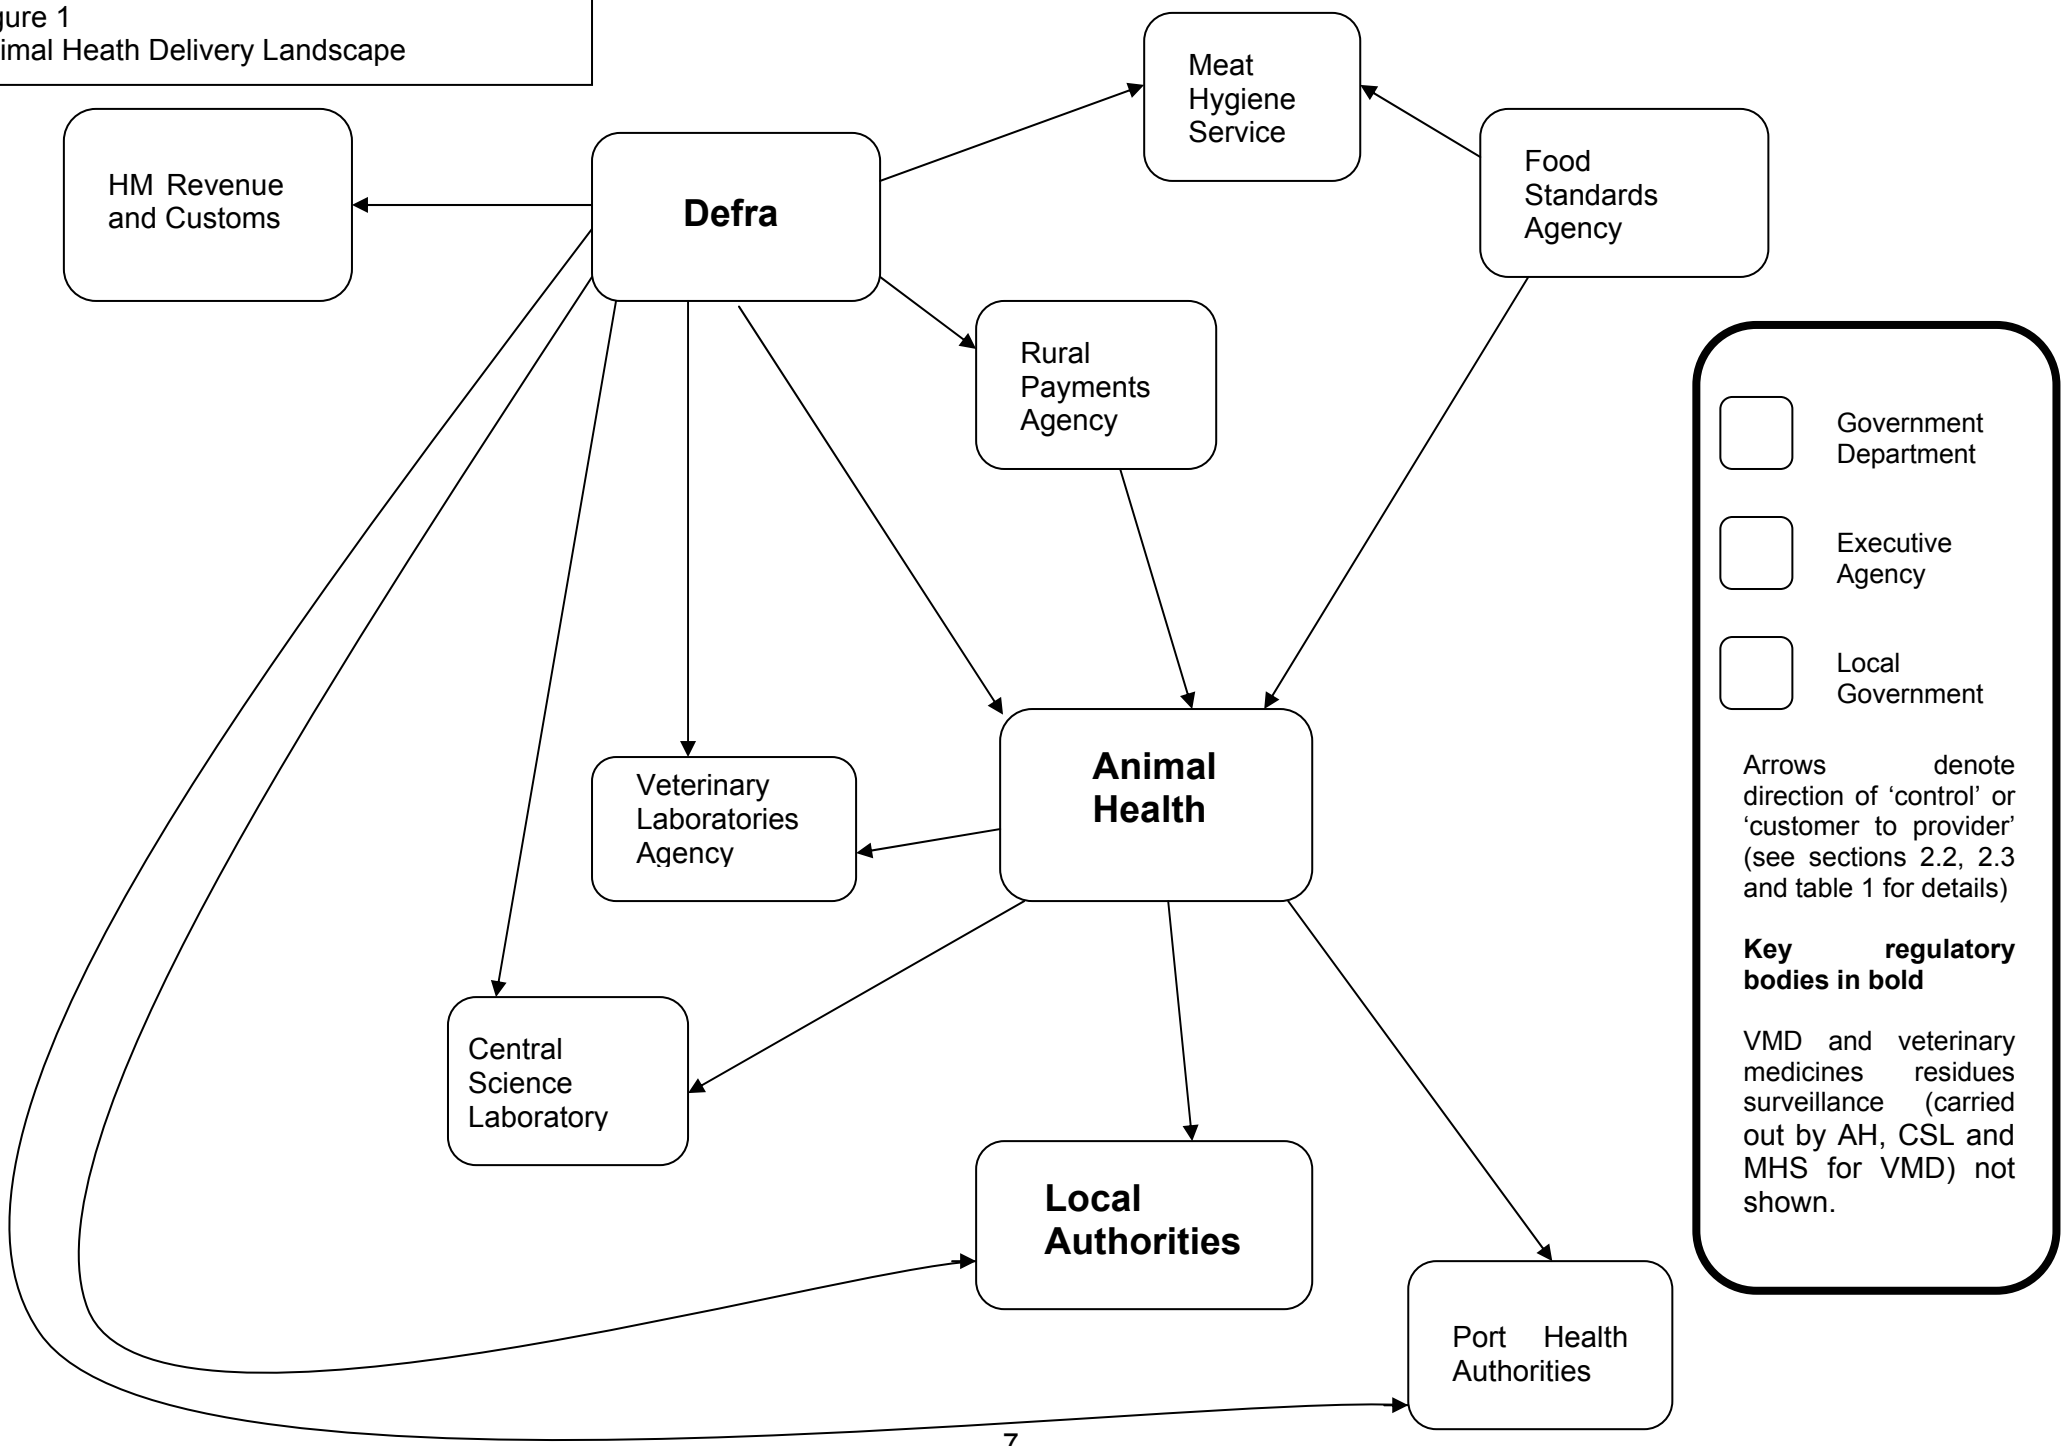 gure 1
imal Heath Delivery Landscape
Meat
Hygiene
Service
HM Revenue
and Customs
Defra
Food
Standards
Agency
Rural
Payments
Agency
Government
Department
Executive
Agency
Local
Government
Arrows denote
direction of ‘control’ or
‘customer to provider’
(see sections 2.2, 2.3
and table 1 for details)
Key regulatory
bodies in bold
VMD and veterinary
medicines residues
surveillance (carried
out by AH, CSL and
MHS for VMD) not
shown.
Animal
Health
Veterinary
Laboratories
Agency
Central
Science
Laboratory
Local
Authorities
Port Health
Authorities
7